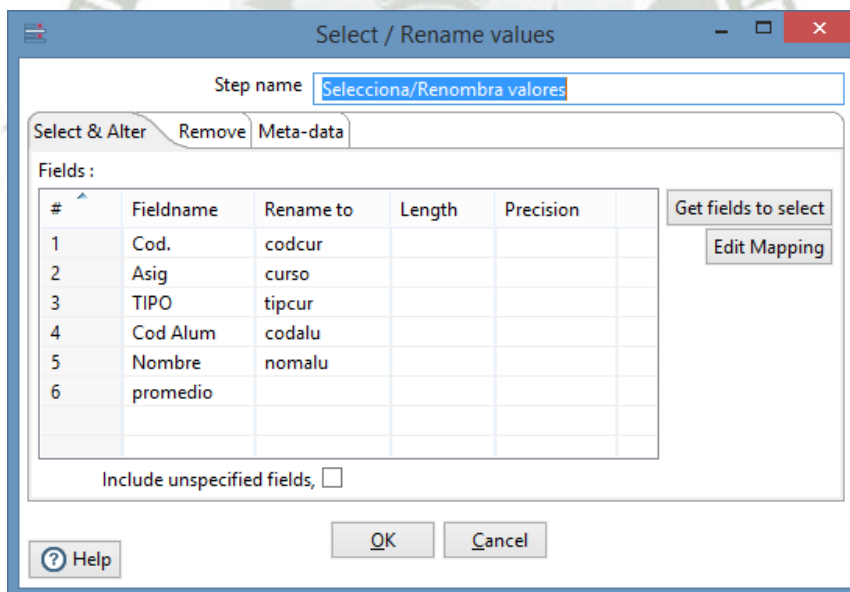 Select / Rename values
Step name Selecciona/Renombra valores
Select & Alter Remove Meta-data
Fields :
# Fieldname Rename to Length Precision
Get fields to select
Edit Mapping
1 Cod. codcur
2 Asig curso
3 TIPO tipcur
4 Cod Alum codalu
5 Nombre nomalu
6 promedio
Include unspecified fields,
OK Cancel
Help